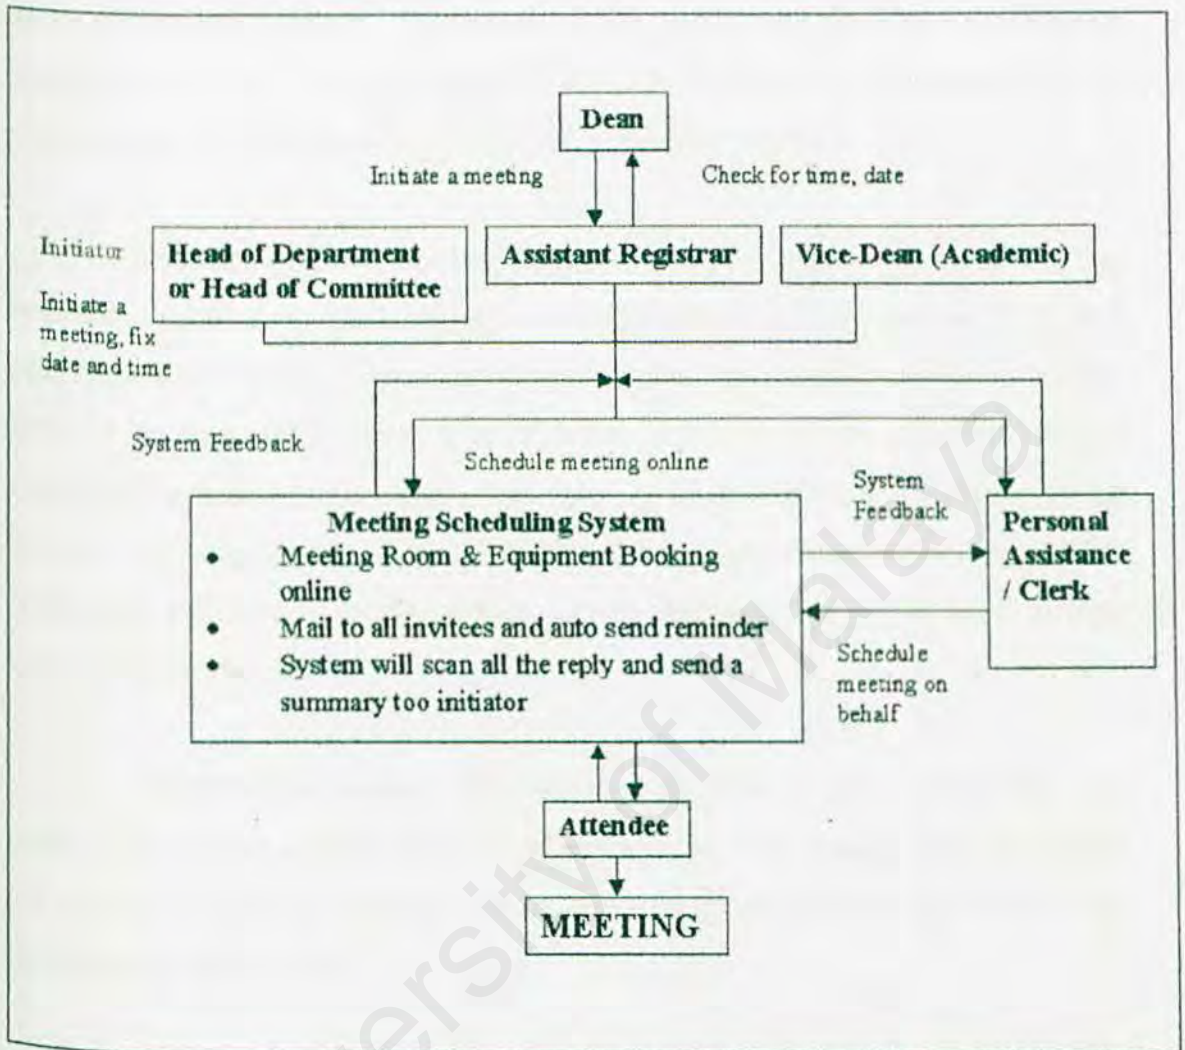 Dean
Initiate a meeting
Check for time, date
Initiator
Head of Department
or Head of Committee
Assistant Registrar
Vice-Dean (Academic)
Initiate a
meeting, fix
date and time
System Feedback
Schedule meeting online
System
Feedback
Meeting Scheduling System
• Meeting Room & Equipment Booking
online
• Mail to all invitees and auto send reminder
• System will scan all the reply and send a
summary too initiator
Personal
Assistance
/ Clerk
Schedule
meeting on
behalf
Attendee
MEETING
ersity of Malaya